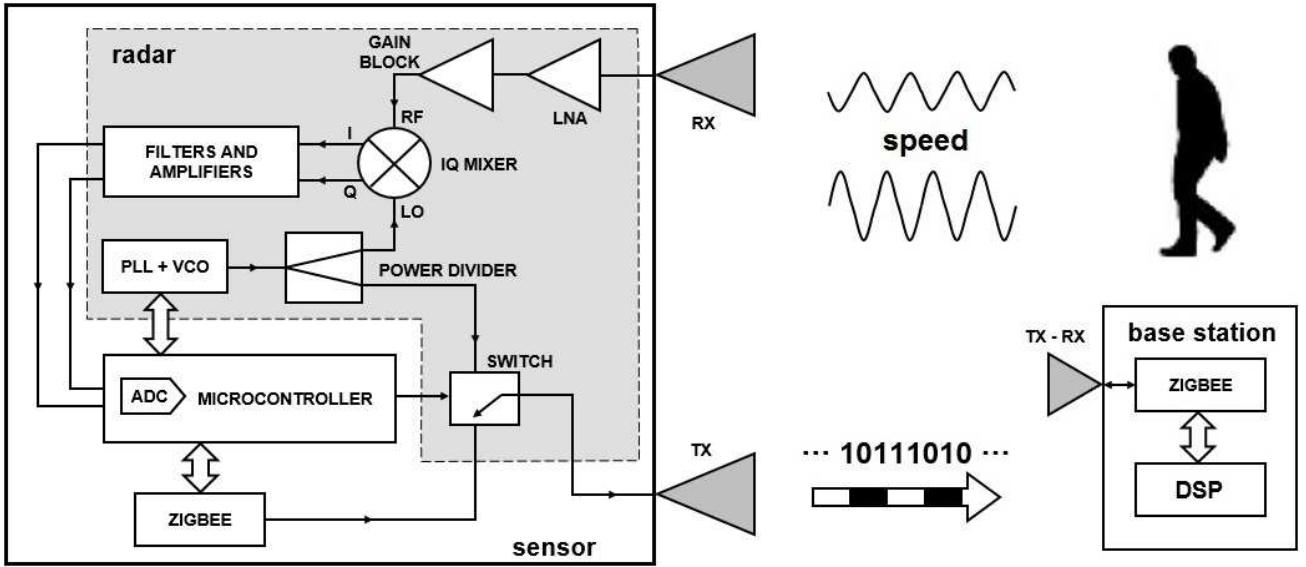 radar
GAIN
BLOCK
LNA
RX
RF
I
Q
LO
IQ MIXER
FILTERS AND
AMPLIFIERS
speed
PLL + VCO
POWER DIVIDER
SWITCH
ADC
MICROCONTROLLER
ZIGBEE
TX
sensor
··· 10111010 ···
TX - RX
base station
ZIGBEE
DSP